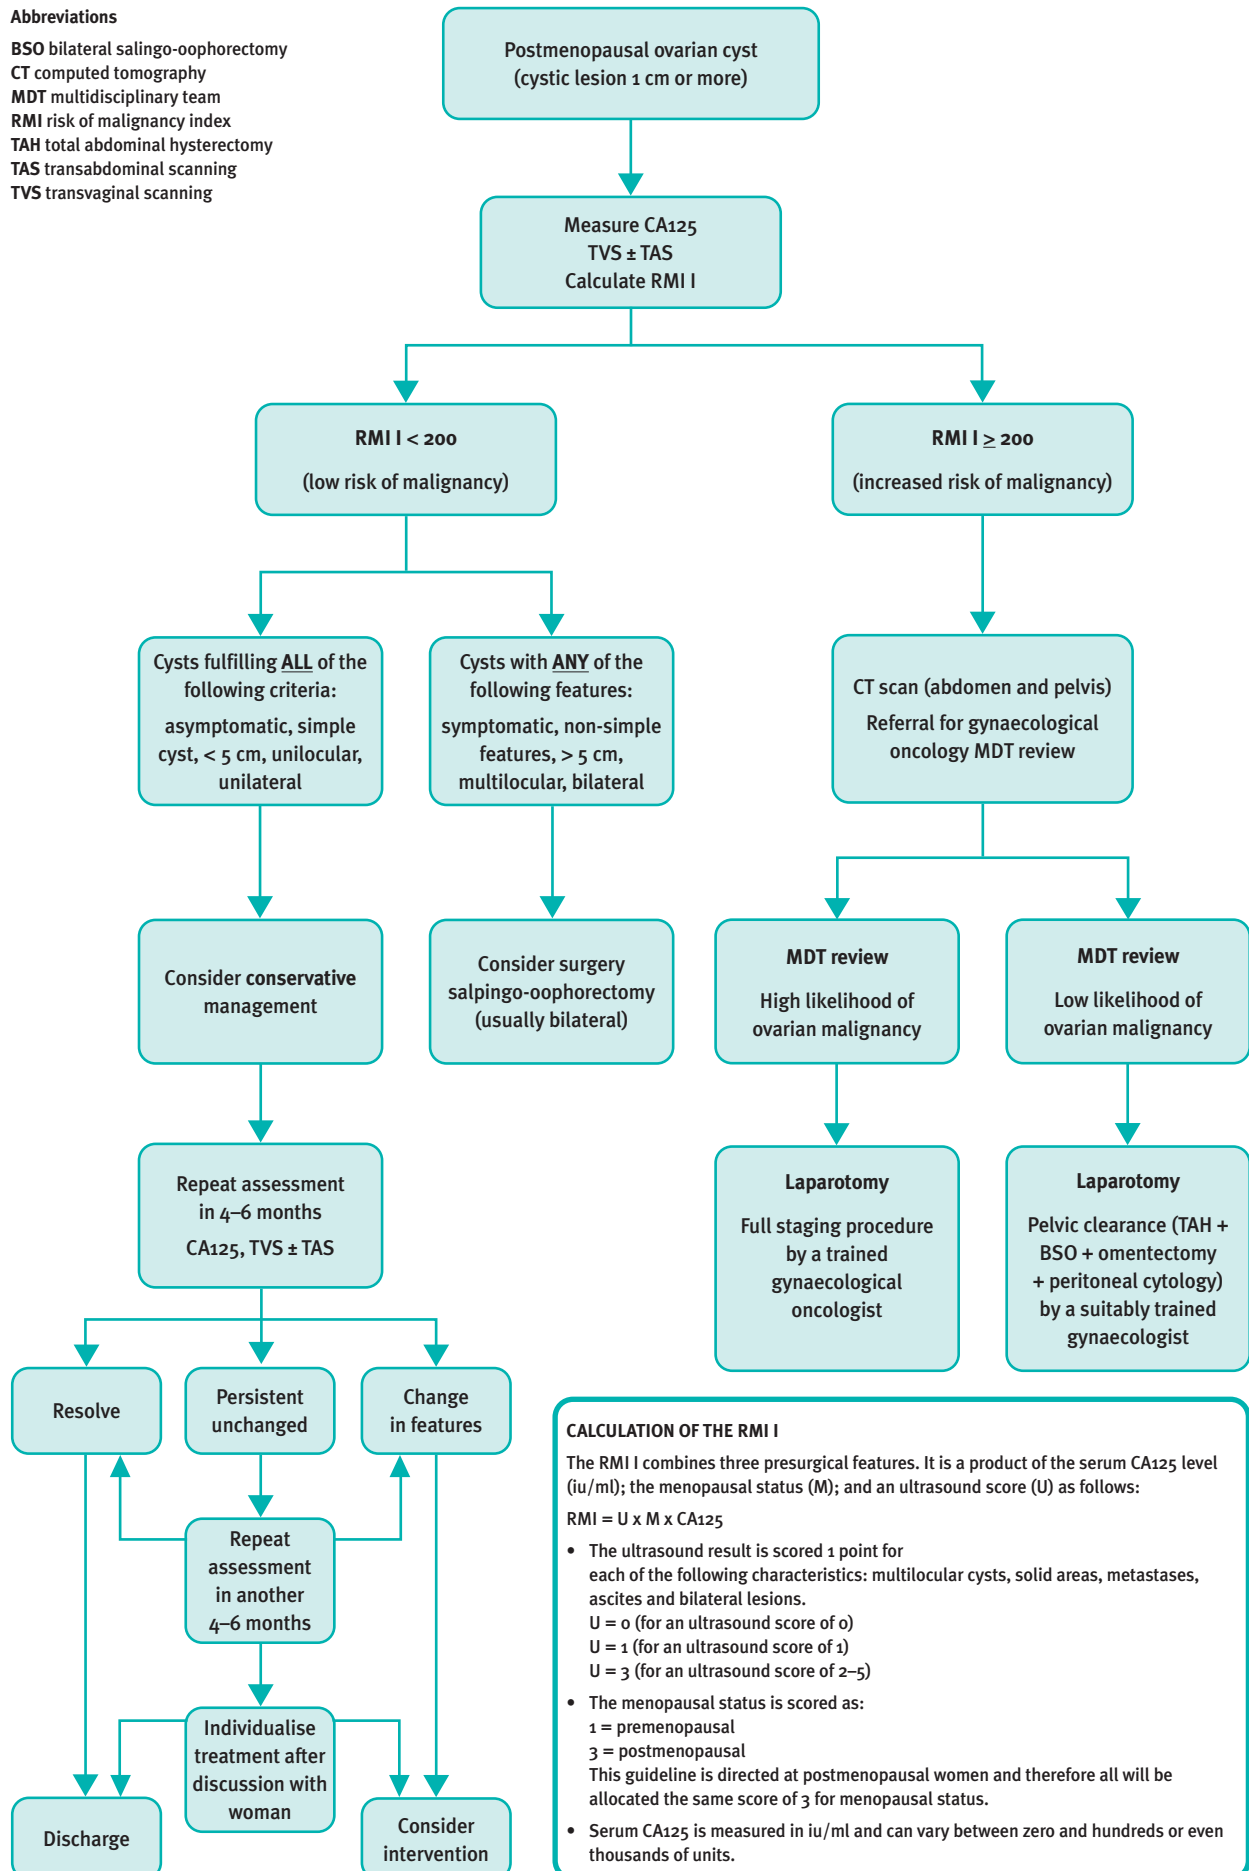 Abbreviations
BSO bilateral salingo-oophorectomy
CT computed tomography
MDT multidisciplinary team
RMI risk of malignancy index
TAH total abdominal hysterectomy
TAS transabdominal scanning
TVS transvaginal scanning
Postmenopausal ovarian cyst
(cystic lesion 1 cm or more)
Measure CA125
TVS ± TAS
Calculate RMI I
RMI I < 200
(low risk of malignancy)
RMI I ≥ 200
(increased risk of malignancy)
Cysts fulfilling ALL of the
following criteria:
asymptomatic, simple
cyst, < 5 cm, unilocular,
unilateral
Cysts with ANY of the
following features:
symptomatic, non-simple
features, > 5 cm,
multilocular, bilateral
CT scan (abdomen and pelvis)
Referral for gynaecological
oncology MDT review
Consider conservative
management
Consider surgery
salpingo-oophorectomy
(usually bilateral)
MDT review
High likelihood of
ovarian malignancy
MDT review
Low likelihood of
ovarian malignancy
Repeat assessment
in 4–6 months
CA125, TVS ± TAS
Laparotomy
Full staging procedure
by a trained
gynaecological
oncologist
Laparotomy
Pelvic clearance (TAH +
BSO + omentectomy
+ peritoneal cytology)
by a suitably trained
gynaecologist
Resolve
Persistent
unchanged
Change
in features
Repeat
assessment
in another
4–6 months
Individualise
treatment after
discussion with
woman
Discharge
Consider
intervention
CALCULATION OF THE RMI I
The RMI I combines three presurgical features. It is a product of the serum CA125 level
(iu/ml); the menopausal status (M); and an ultrasound score (U) as follows:
RMI = U x M x CA125
• The ultrasound result is scored 1 point for
each of the following characteristics: multilocular cysts, solid areas, metastases,
ascites and bilateral lesions.
U = 0 (for an ultrasound score of 0)
U = 1 (for an ultrasound score of 1)
U = 3 (for an ultrasound score of 2–5)
• The menopausal status is scored as:
1 = premenopausal
3 = postmenopausal
This guideline is directed at postmenopausal women and therefore all will be
allocated the same score of 3 for menopausal status.
• Serum CA125 is measured in iu/ml and can vary between zero and hundreds or even
thousands of units.